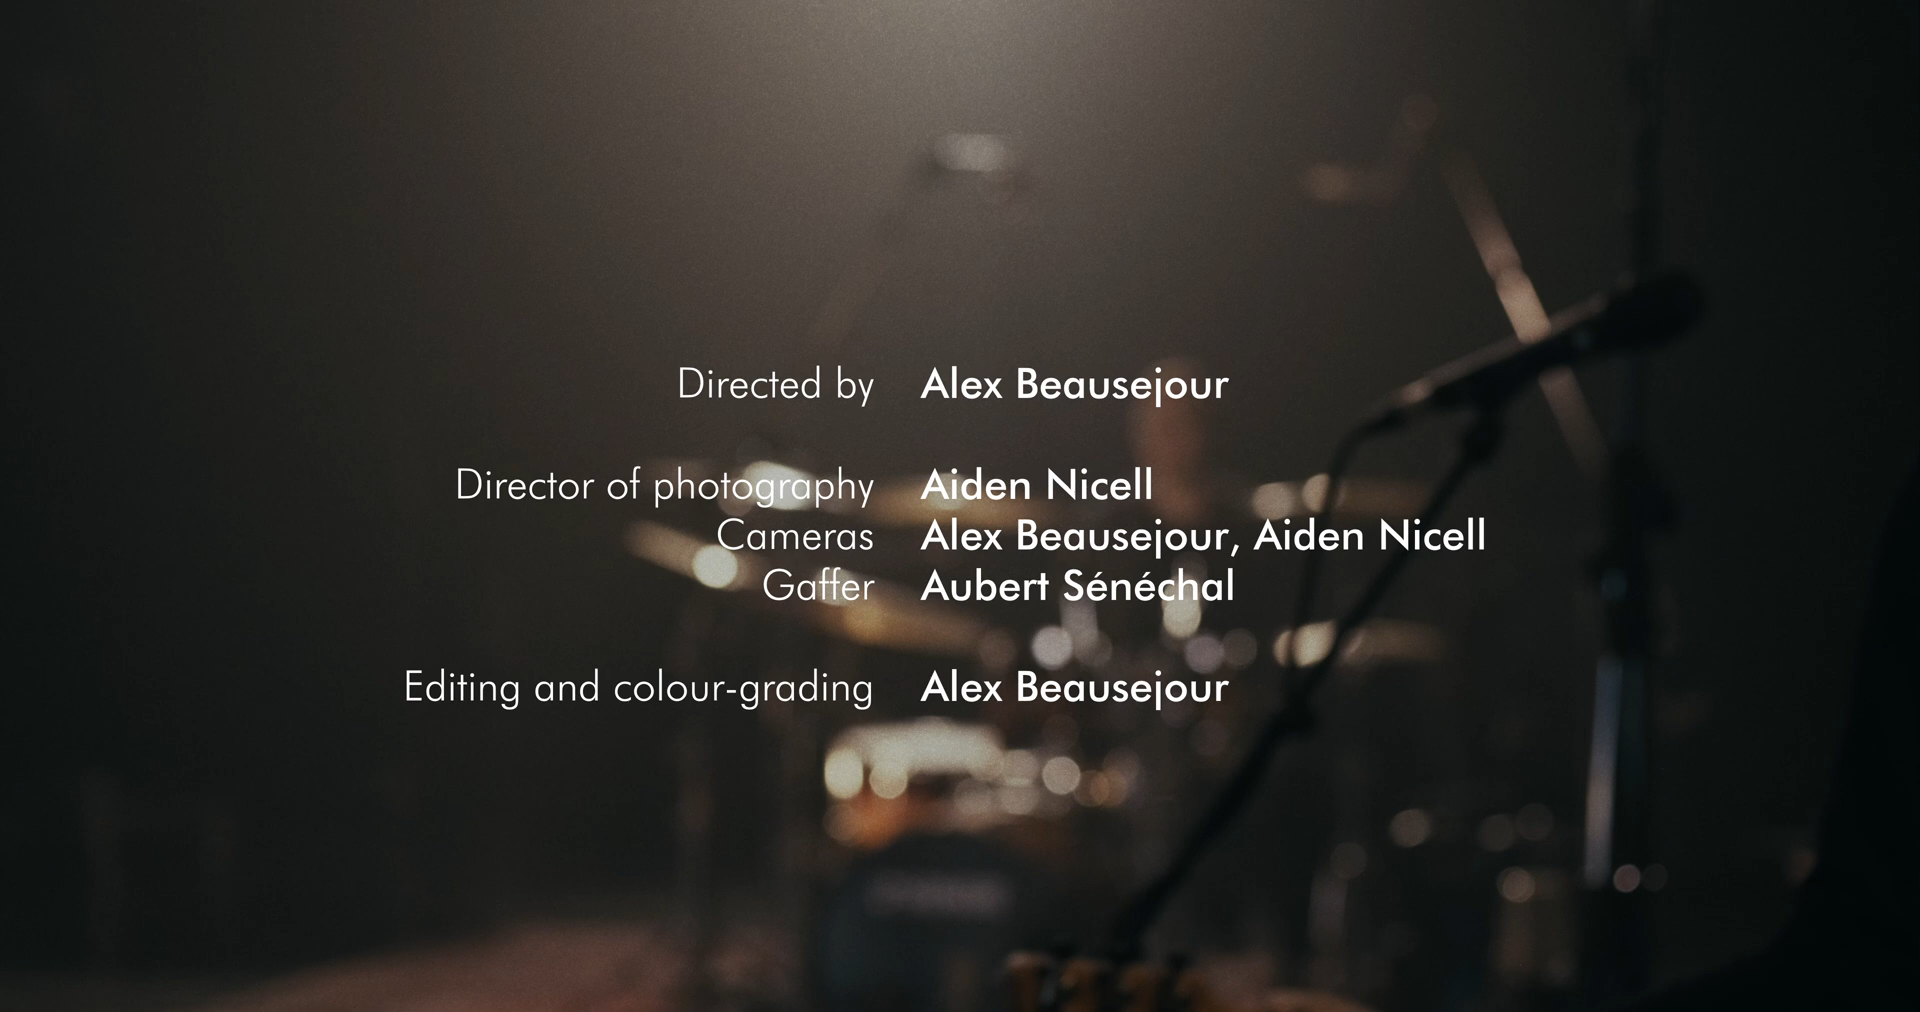 Directed by Alex Beausejour
Director of photography Aiden Nicell
Cameras Alex Beausejour, Aiden Nicell
Gaffer Aubert Sénéchal
Editing and colour-grading Alex Beausejour